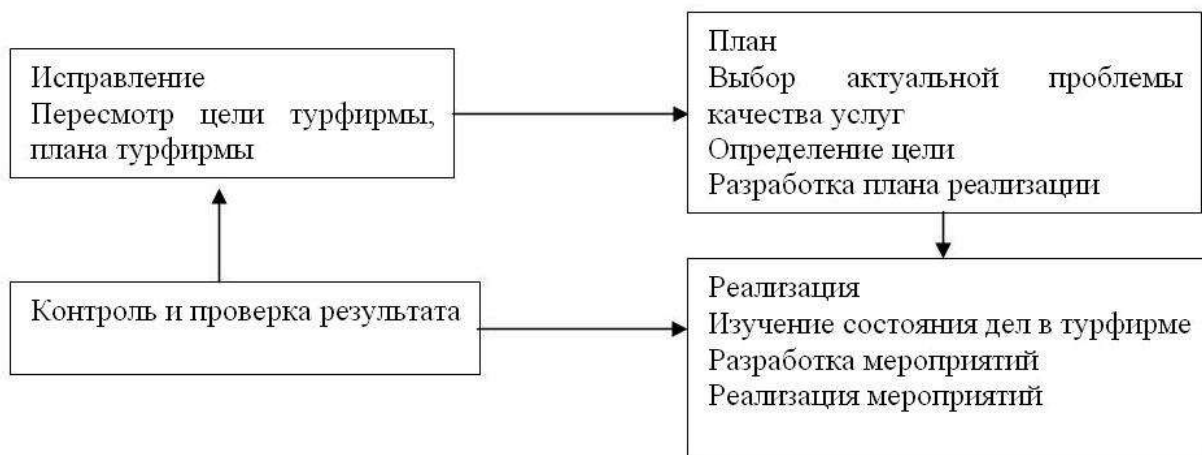 Исправление
Пересмотр цели турфирмы,
плана турфирмы
План
Выбор актуальной проблемы
качества услуг
Определение цели
Разработка плана реализации
Контроль и проверка результата
Реализация
Изучение состояния дел в турфирме
Разработка мероприятий
Реализация мероприятий